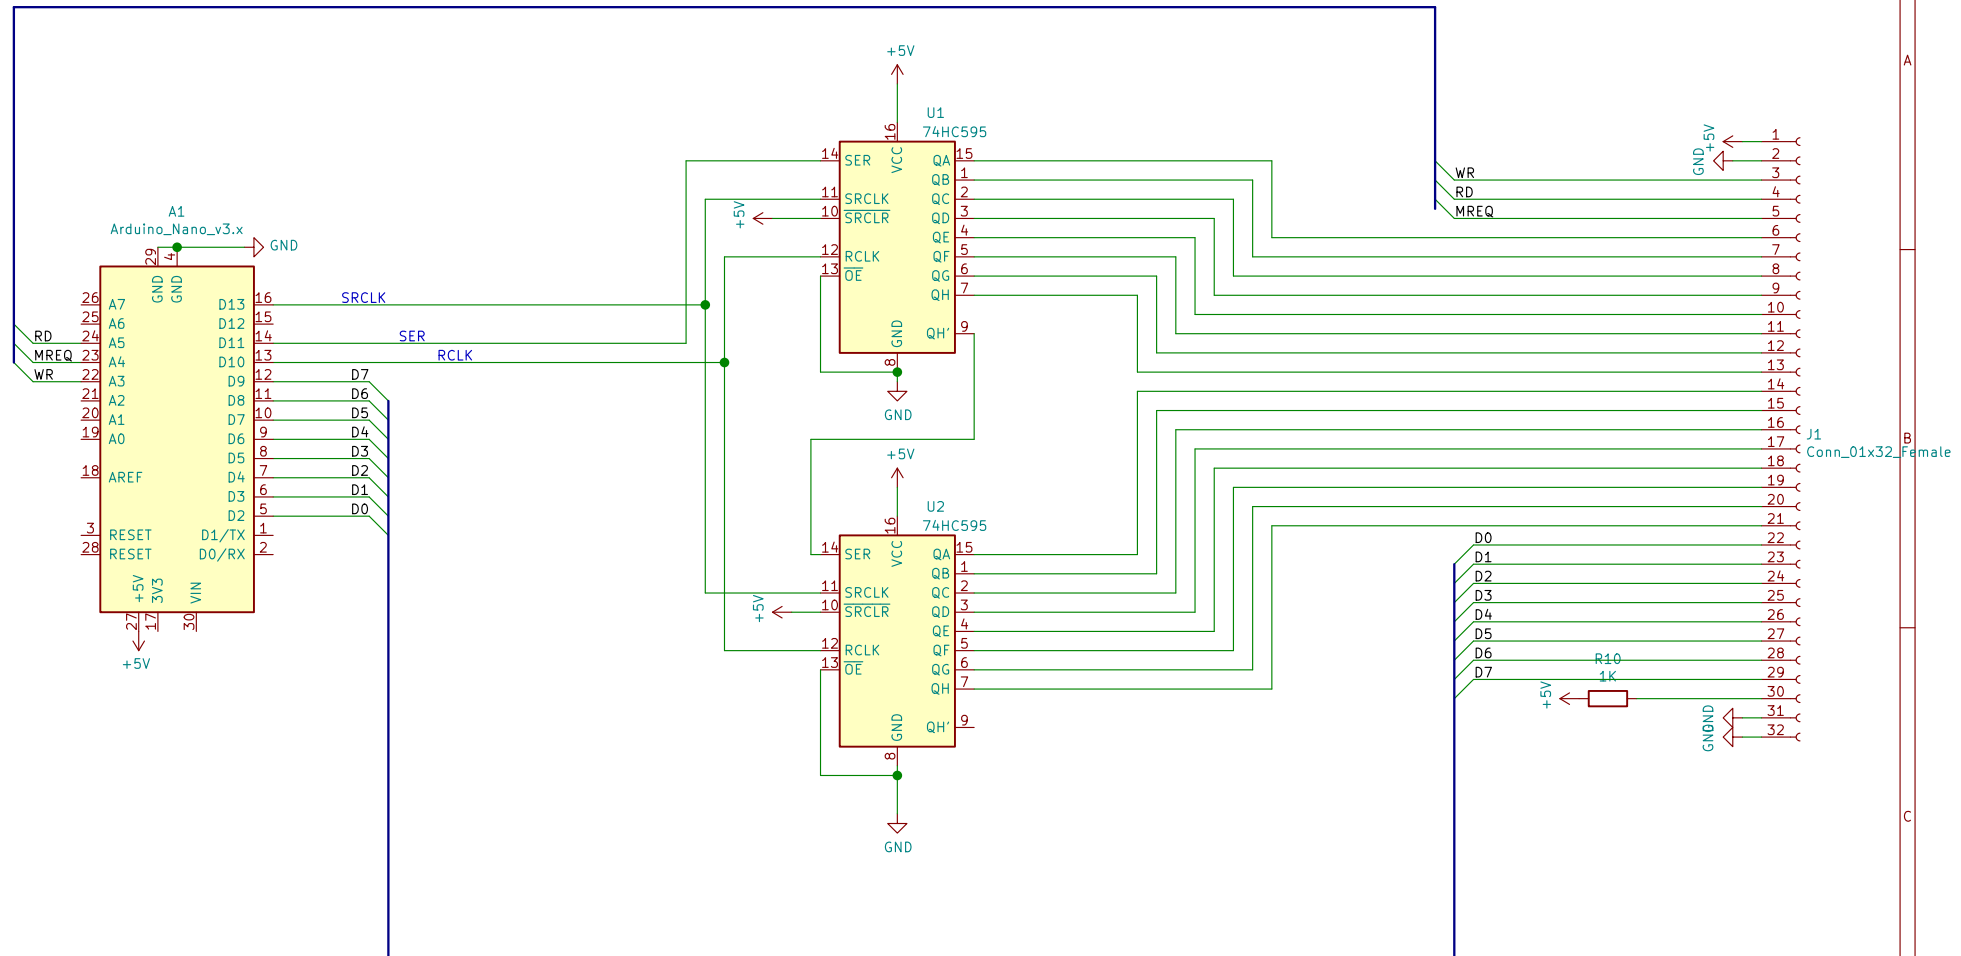 A1
Arduino_Nano_v3.x
GND
29
4
GND
GND
26 A7
25 A6
24 A5
23 A4
22 A3
21 A2
20 A1
19 A0
18 AREF
3 RESET
28 RESET
D13 16
D12 15
D11 14
D10 13
D9 12
D8 11
D7 10
D6 9
D5 8
D4 7
D3 6
D2 5
D1/TX 1
D0/RX 2
+5V
3V3
VIN
27
17
30
+5V
RD
MREQ
WR
SRCLK
SER
RCLK
D7
D6
D5
D4
D3
D2
D1
D0
+5V
U1
74HC595
16
VCC
14 SER
11 SRCLK
+5V
10 SRCLR
12 RCLK
13 OE
QA 15
QB 1
QC 2
QD 3
QE 4
QF 5
QG 6
QH 7
QH' 9
GND
8
GND
+5V
U2
74HC595
16
VCC
14 SER
11 SRCLK
+5V
10 SRCLR
12 RCLK
13 OE
QA 15
QB 1
QC 2
QD 3
QE 4
QF 5
QG 6
QH 7
QH' 9
GND
8
GND
+5V
GND
WR
RD
MREQ
1
2
3
4
5
6
7
8
9
10
11
12
13
14
15
16
17
18
19
20
21
22
23
24
25
26
27
28
29
30
31
32
J1
Conn_01x32_Female
D0
D1
D2
D3
D4
D5
D6
D7
R10
1K
+5V
GND
GND
A
B
C